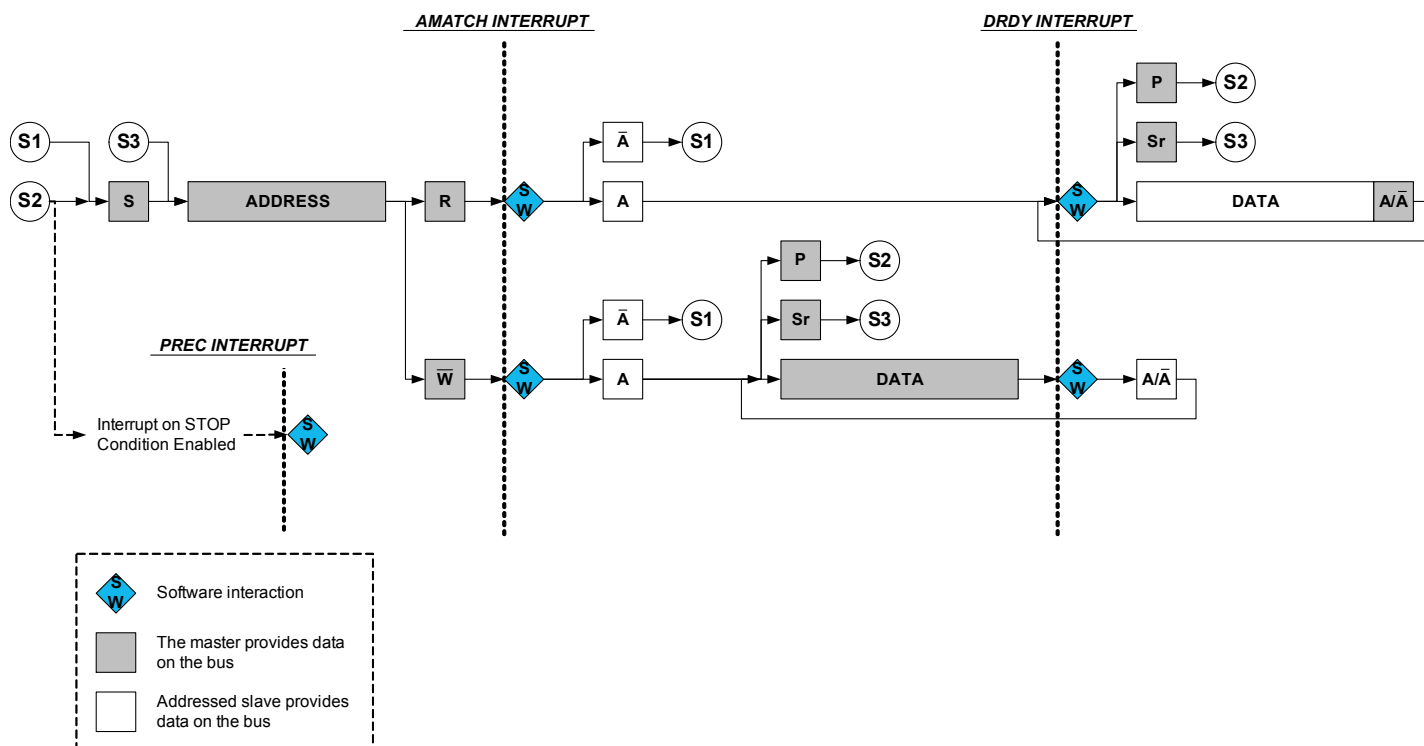 AMATCH INTERRUPT
DRDY INTERRUPT
P
S2
S1
S3
Ā
S1
Sr
S3
S2
S
ADDRESS
R
S
W
A
S
W
DATA
A/Ā
P
S2
Ā
S1
Sr
S3
PREC INTERRUPT
W̅
S
W
A
DATA
S
W
A/Ā
Interrupt on STOP
Condition Enabled
S
W
S
W
Software interaction
The master provides data
on the bus
Addressed slave provides
data on the bus